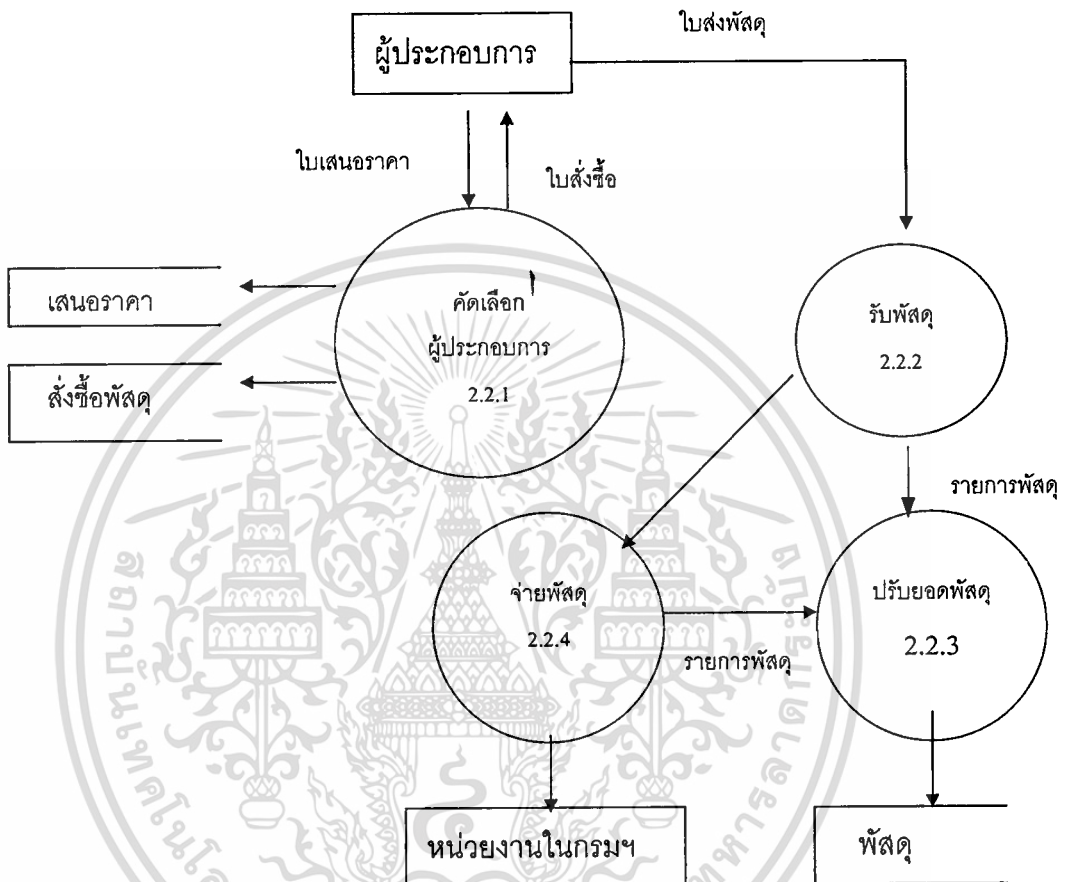 ใบส่งพัสดุ
ผู้ประกอบการ
ใบเสนอราคา
ใบสั่งซื้อ
เสนอราคา
คัดเลือก
ผู้ประกอบการ
2.2.1
รับพัสดุ
2.2.2
สั่งซื้อพัสดุ
รายการพัสดุ
จ่ายพัสดุ
2.2.4
รายการพัสดุ
ปรับยอดพัสดุ
2.2.3
หน่วยงานในกรมฯ
พัสดุ